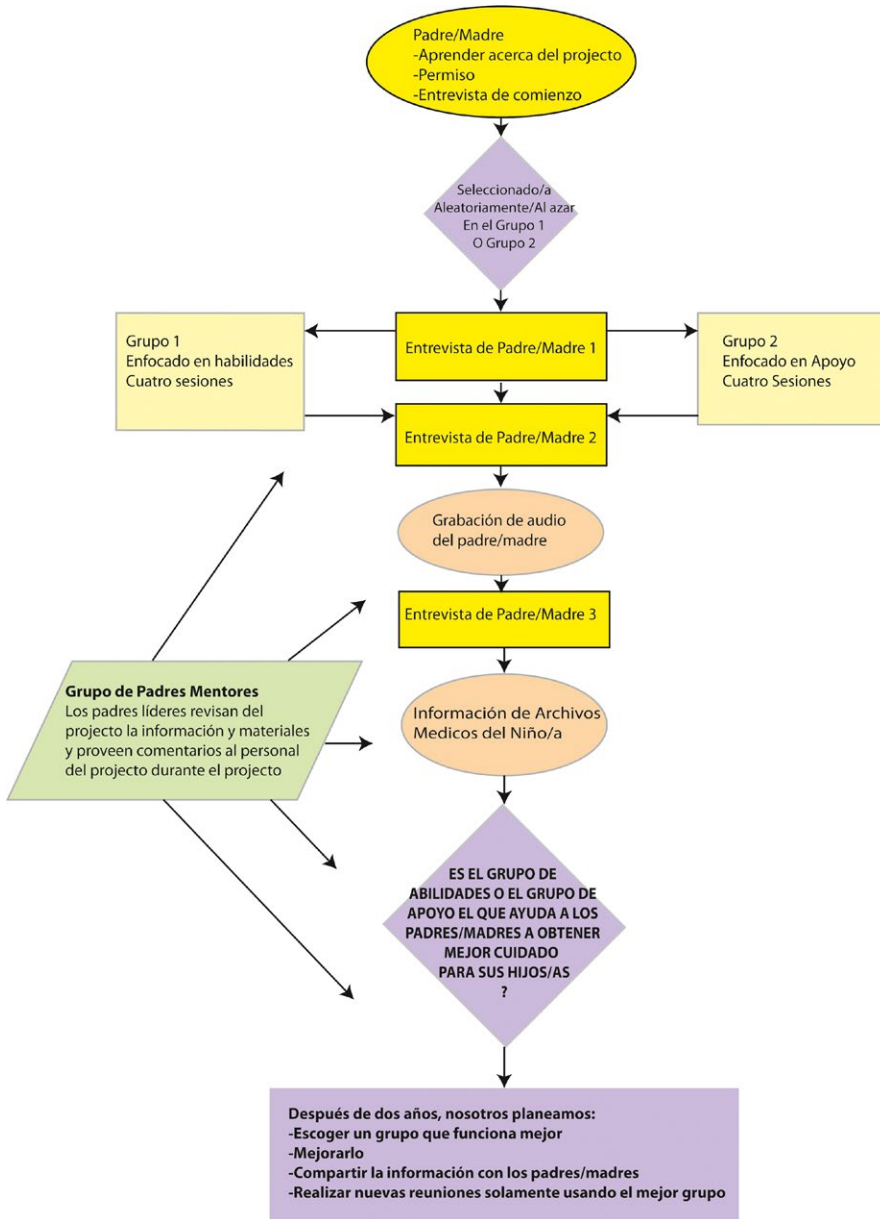 Padre/Madre
-Aprender acerca del projecto
-Permiso
-Entrevista de comienzo
Seleccionado/a
Aleatoriamente/Al azar
En el Grupo 1
O Grupo 2
Grupo 1
Enfocado en habilidades
Cuatro sesiones
Entrevista de Padre/Madre 1
Grupo 2
Enfocado en Apoyo
Cuatro Sesiones
Entrevista de Padre/Madre 2
Grabación de audio
del padre/madre
Entrevista de Padre/Madre 3
Grupo de Padres Mentores
Los padres líderes revisan del
projecto la información y materiales
y proveen comentarios al personal
del projecto durante el projecto
Información de Archivos
Medicos del Niño/a
ES EL GRUPO DE
ABILIDADES O EL GRUPO DE
APOYO EL QUE AYUDA A LOS
PADRES/MADRES A OBTENER
MEJOR CUIDADO
PARA SUS HIJOS/AS
?
Después de dos años, nosotros planeamos:
-Escoger un grupo que funciona mejor
-Mejorarlo
-Compartir la información con los padres/madres
-Realizar nuevas reuniones solamente usando el mejor grupo